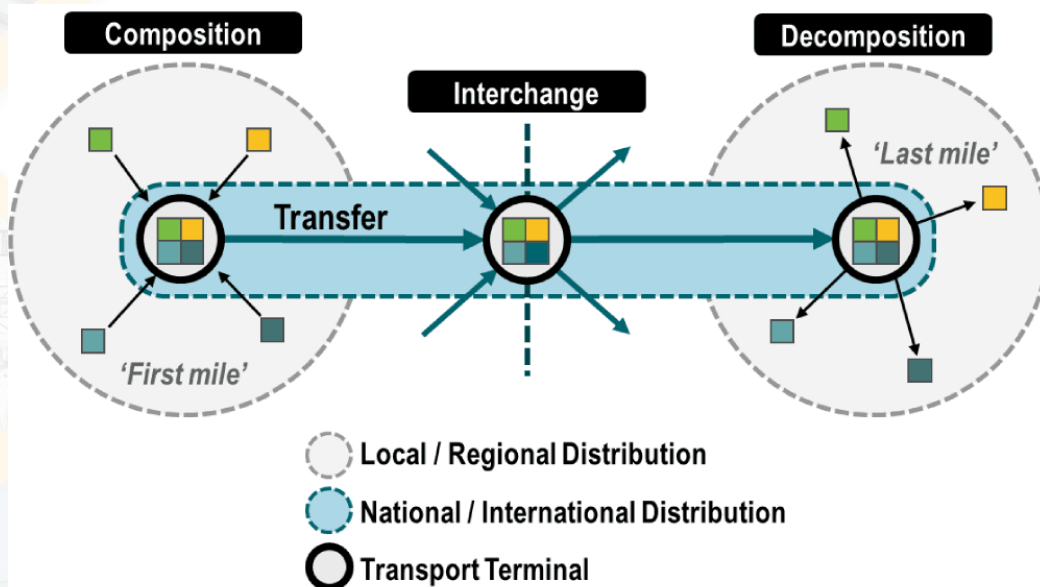 Composition
Decomposition
Interchange
'Last mile'
Transfer
'First mile'
Local / Regional Distribution
National / International Distribution
Transport Terminal